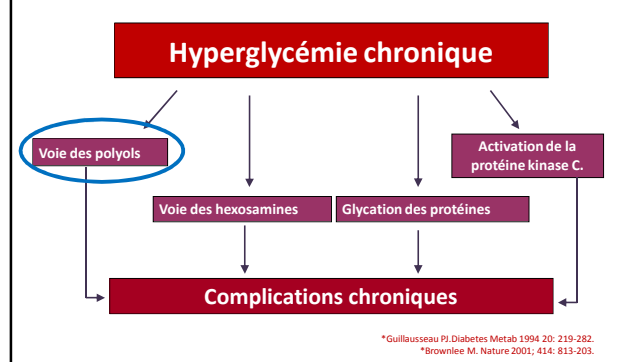 Hyperglycémie chronique
Voie des polyols
Activation de la
protéine kinase C.
Voie des hexosamines
Glycation des protéines
Complications chroniques
*Guillausseau PJ.Diabetes Metab 1994 20: 219-282.
*Brownlee M. Nature 2001; 414: 813-203.